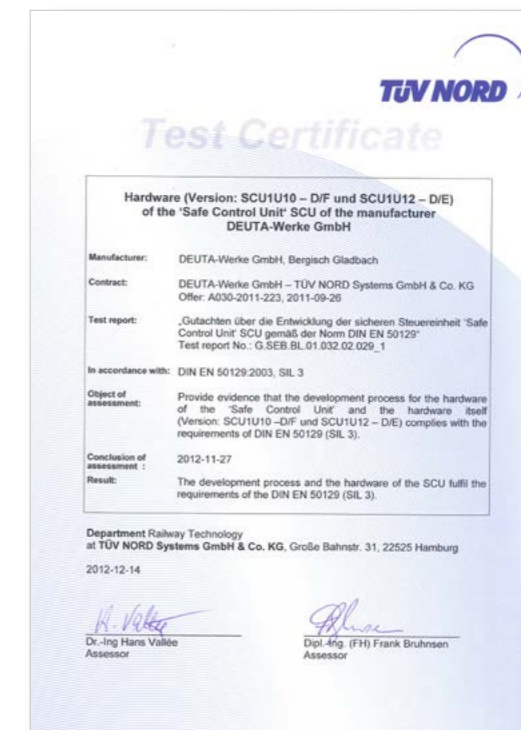 TÜV NORD
Test Certificate
Hardware (Version: SCU1U10 – D/F und SCU1U12 – D/E)
of the 'Safe Control Unit' SCU of the manufacturer
DEUTA-Werke GmbH
Manufacturer: DEUTA-Werke GmbH, Bergisch Gladbach
Contract: DEUTA-Werke GmbH – TÜV NORD Systems GmbH & Co. KG
Offer: A030-2011-223, 2011-09-26
Test report: „Gutachten über die Entwicklung der sicheren Steuereinheit 'Safe
Control Unit' SCU gemäß der Norm DIN EN 50129"
Test report No.: G.SEB.BL.01.032.02.029_1
In accordance with: DIN EN 50129:2003, SIL 3
Object of assessment: Provide evidence that the development process for the hardware
of the 'Safe Control Unit' and the hardware itself
(Version: SCU1U10 –D/F und SCU1U12 – D/E) complies with the
requirements of DIN EN 50129 (SIL 3).
Conclusion of assessment : 2012-11-27
Result: The development process and the hardware of the SCU fulfil the
requirements of the DIN EN 50129 (SIL 3).
Department Railway Technology
at TÜV NORD Systems GmbH & Co. KG, Große Bahnstr. 31, 22525 Hamburg
2012-12-14
Dr.-Ing Hans Vallée
Assessor
Dipl.-Ing. (FH) Frank Bruhnsen
Assessor